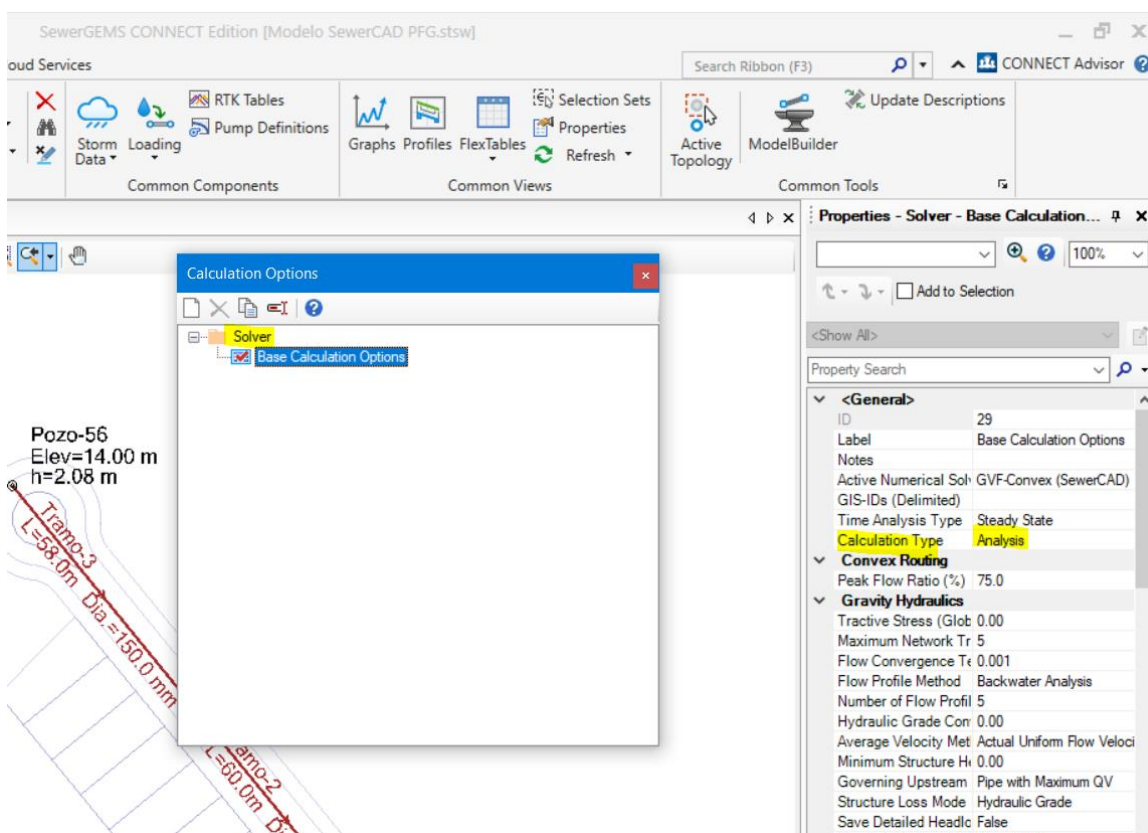 SewerGEMS CONNECT Edition [Modelo SewerCAD PFG.stsw]
oud Services
Search Ribbon (F3)
CONNECT Advisor
RTK Tables
Pump Definitions
Storm Data
Loading
Common Components
Graphs
Profiles
FlexTables
Selection Sets
Properties
Refresh
Common Views
Active Topology
ModelBuilder
Update Descriptions
Common Tools
Calculation Options
Solver
Base Calculation Options
Pozo-56
Elev=14.00 m
h=2.08 m
Tramo-3
L=58.0m
Dia.=150.0 mm
L=60.0m
Properties - Solver - Base Calculation...
100%
Add to Selection
<Show All>
Property Search
<General>
ID 29
Label Base Calculation Options
Notes
Active Numerical Solv GVF-Convex (SewerCAD)
GIS-IDs (Delimited)
Time Analysis Type Steady State
Calculation Type Analysis
Convex Routing
Peak Flow Ratio (%) 75.0
Gravity Hydraulics
Tractive Stress (Glob 0.00
Maximum Network Tr 5
Flow Convergence Te 0.001
Flow Profile Method Backwater Analysis
Number of Flow Profil 5
Hydraulic Grade Con 0.00
Average Velocity Met Actual Uniform Flow Veloci
Minimum Structure He 0.00
Governing Upstream Pipe with Maximum QV
Structure Loss Mode Hydraulic Grade
Save Detailed Headlo False